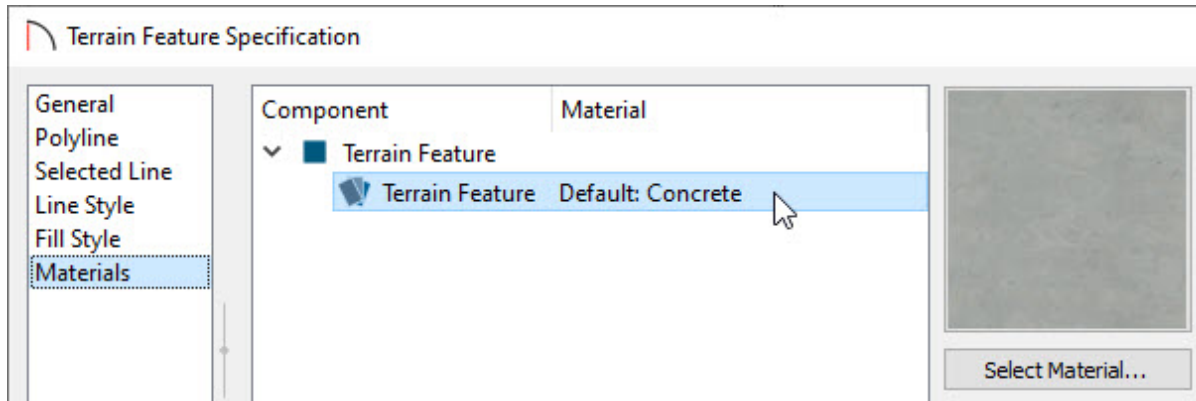 Terrain Feature Specification
General
Polyline
Selected Line
Line Style
Fill Style
Materials
Component Material
Terrain Feature
Terrain Feature Default: Concrete
Select Material...